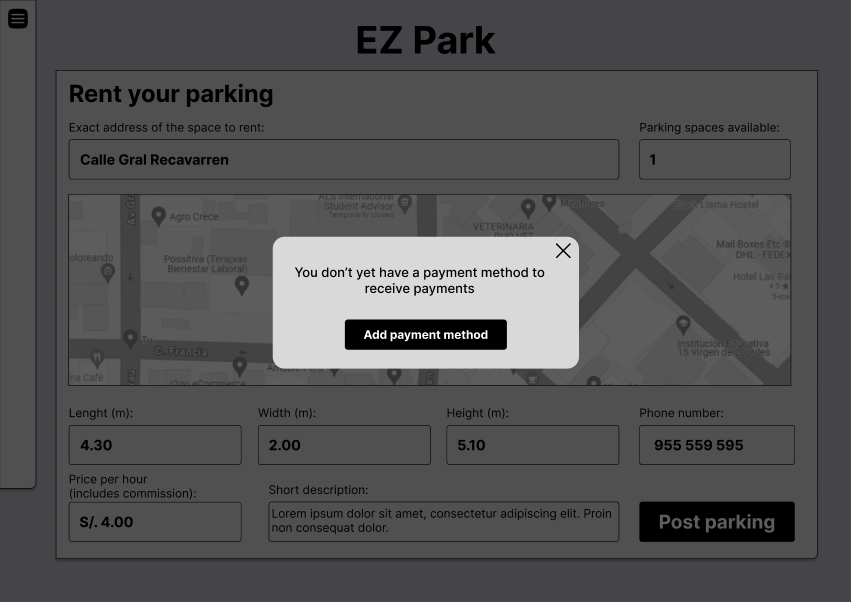 EZ Park
Rent your parking
Exact address of the space to rent:
Parking spaces available:
Calle Gral Recavarren
1
ALS International
Student Advisor
Temporarily closed
Miraflores
Llama Hostel
Agro Crece
VETERINARIA
Mail Boxes Etc
DHL - FEDEX
oloreando
Possitiva (Terapias
Bienestar Laboral)
Hotel Las Pa
4.5
You don't yet have a payment method to
receive payments
Add payment method
Tu
C. Francia
Institución Educativa
15 Virgen de Lourdes
na Café
eCommerce
Lenght (m):
Width (m):
Height (m):
Phone number:
4.30
2.00
5.10
955 559 595
Price per hour
(includes commission):
Short description:
S/. 4.00
Lorem ipsum dolor sit amet, consectetur adipiscing elit. Proin
non consequat dolor.
Post parking